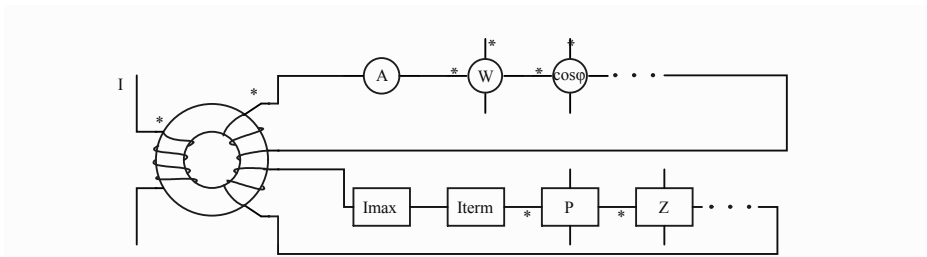 * *
I A * W * cosφ • • •
* *
Imax Iterm * P * Z • • •